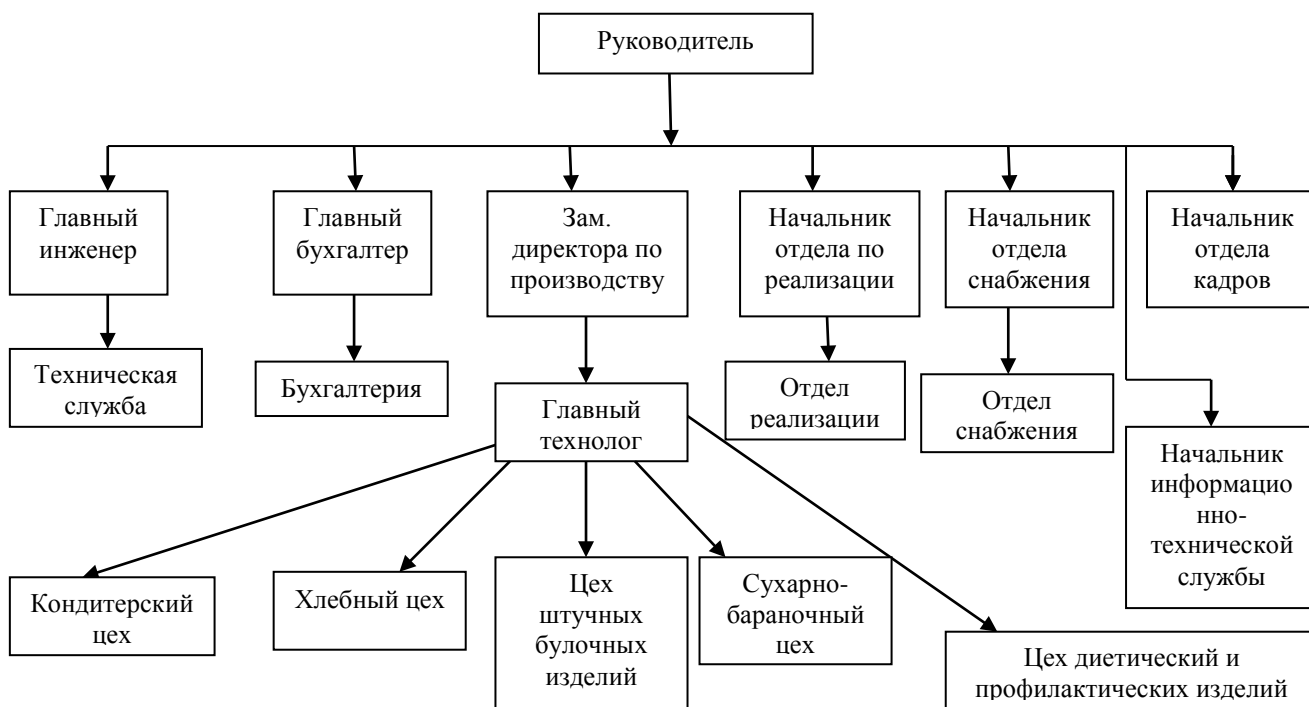 Руководитель
Главный
инженер
Главный
бухгалтер
Зам.
директора по
производству
Начальник
отдела по
реализации
Начальник
отдела
снабжения
Начальник
отдела
кадров
Техническая
служба
Бухгалтерия
Главный
технолог
Отдел
реализации
Отдел
снабжения
Начальник
информацио
нно-
технической
службы
Кондитерский
цех
Хлебный цех
Цех
штучных
булочных
изделий
Сухарно-
бараночный
цех
Цех диетический и
профилактических изделий